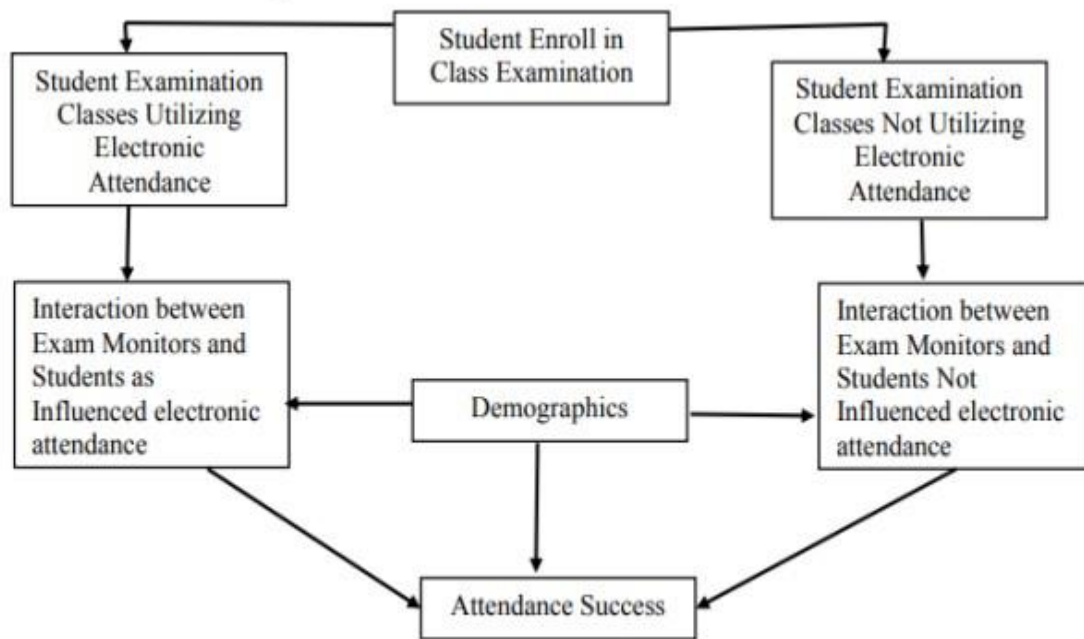 Student Enroll in
Class Examination
Student Examination
Classes Utilizing
Electronic
Attendance
Student Examination
Classes Not Utilizing
Electronic
Attendance
Interaction between
Exam Monitors and
Students as
Influenced electronic
attendance
Demographics
Interaction between
Exam Monitors and
Students Not
Influenced electronic
attendance
Attendance Success